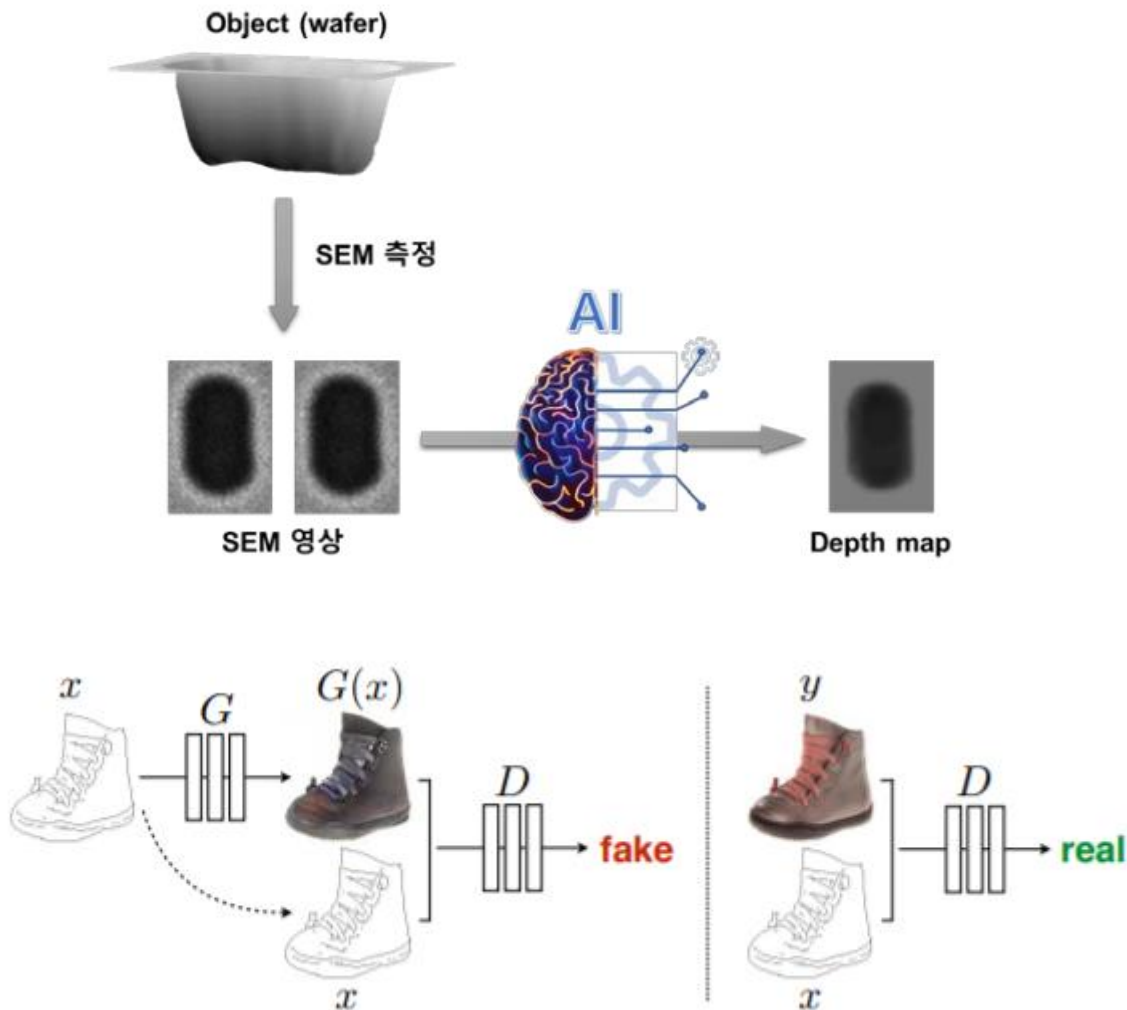 Object (wafer)
SEM 측정
AI
SEM 영상
Depth map
x
G
G(x)
D
fake
x
y
D
real
x